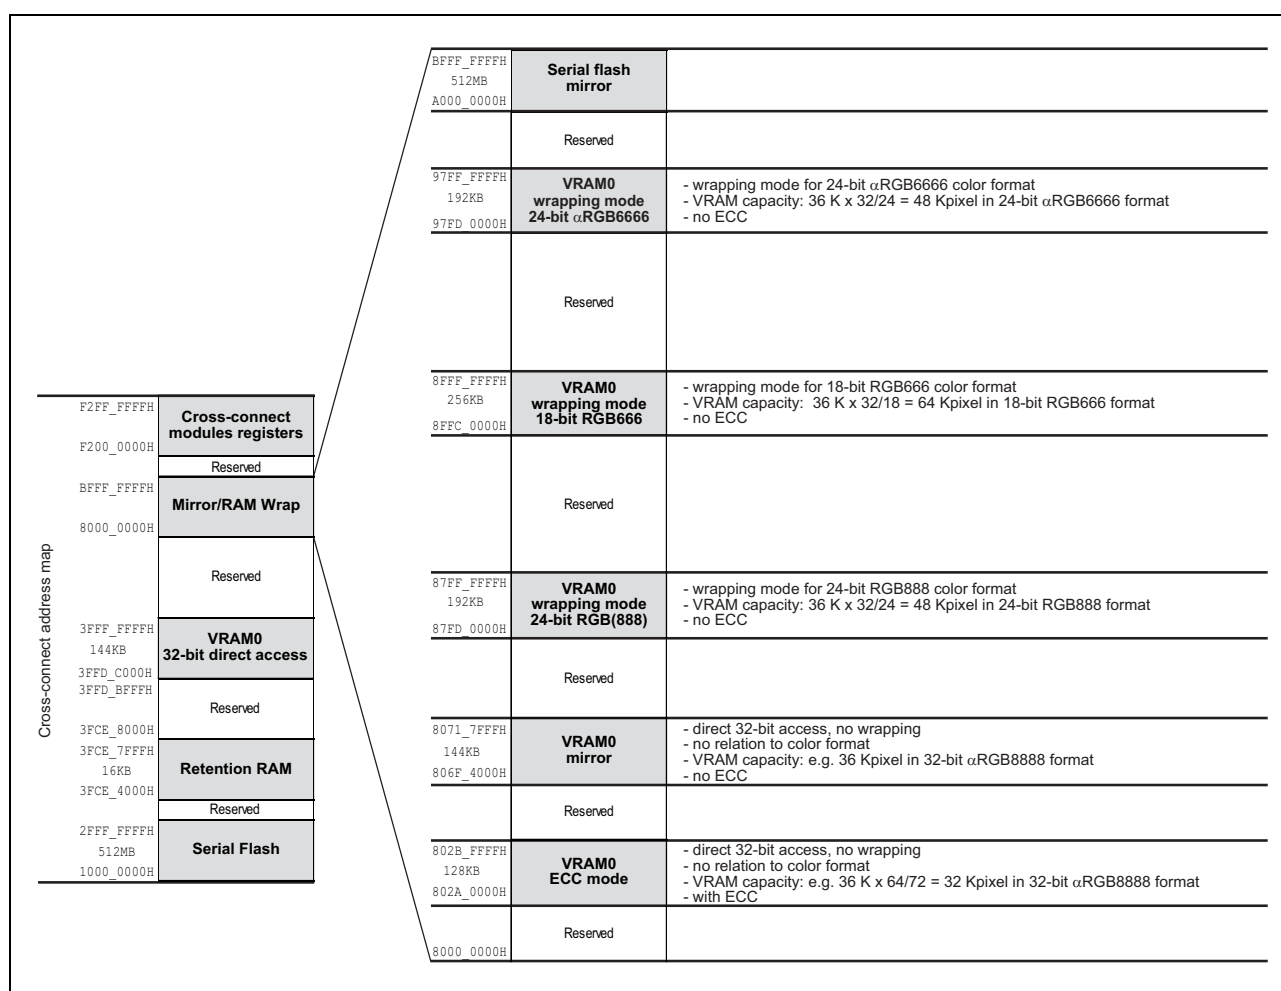 Cross-connect address map
F2FF_FFFFH
Cross-connect
modules registers
F200_0000H
Reserved
BFFF_FFFFH
Mirror/RAM Wrap
8000_0000H
Reserved
3FFF_FFFFH
144KB
VRAM0
32-bit direct access
3FFD_C000H
3FFD_BFFFH
Reserved
3FCE_8000H
3FCE_7FFFH
16KB
Retention RAM
3FCE_4000H
Reserved
2FFF_FFFFH
512MB
Serial Flash
1000_0000H
BFFF_FFFFH
512MB
A000_0000H
Serial flash
mirror
Reserved
97FF_FFFFH
192KB
97FD_0000H
VRAM0
wrapping mode
24-bit αRGB6666
- wrapping mode for 24-bit αRGB6666 color format
- VRAM capacity: 36 K x 32/24 = 48 Kpixel in 24-bit αRGB6666 format
- no ECC
Reserved
8FFF_FFFFH
256KB
8FFC_0000H
VRAM0
wrapping mode
18-bit RGB666
- wrapping mode for 18-bit RGB666 color format
- VRAM capacity:  36 K x 32/18 = 64 Kpixel in 18-bit RGB666 format
- no ECC
Reserved
87FF_FFFFH
192KB
87FD_0000H
VRAM0
wrapping mode
24-bit RGB(888)
- wrapping mode for 24-bit RGB888 color format
- VRAM capacity: 36 K x 32/24 = 48 Kpixel in 24-bit RGB888 format
- no ECC
Reserved
8071_7FFFH
144KB
806F_4000H
VRAM0
mirror
- direct 32-bit access, no wrapping
- no relation to color format
- VRAM capacity: e.g. 36 Kpixel in 32-bit αRGB8888 format
- no ECC
Reserved
802B_FFFFH
128KB
802A_0000H
VRAM0
ECC mode
- direct 32-bit access, no wrapping
- no relation to color format
- VRAM capacity: e.g. 36 K x 64/72 = 32 Kpixel in 32-bit αRGB8888 format
- with ECC
Reserved
8000_0000H